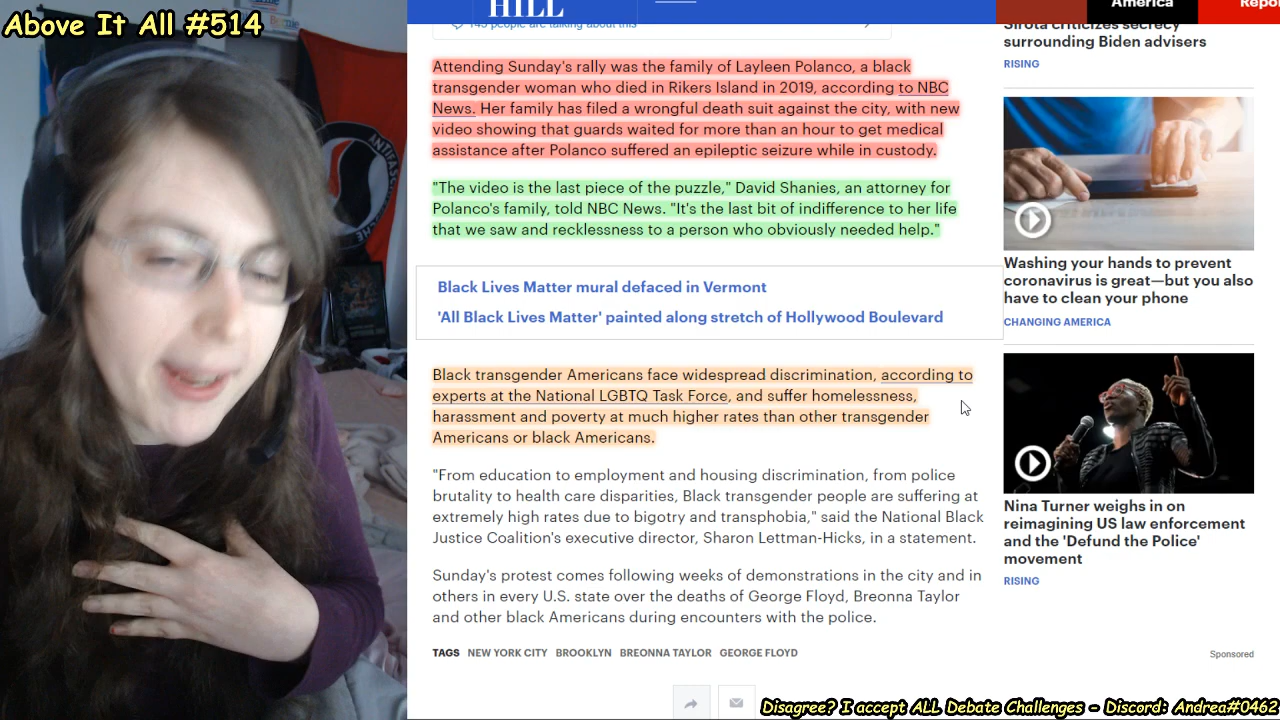 Above It All #514
HILL
America
Repo
145 people are talking about this
Sirota criticizes secrecy
surrounding Biden advisers
RISING
Attending Sunday's rally was the family of Layleen Polanco, a black
transgender woman who died in Rikers Island in 2019, according to NBC
News. Her family has filed a wrongful death suit against the city, with new
video showing that guards waited for more than an hour to get medical
assistance after Polanco suffered an epileptic seizure while in custody.
"The video is the last piece of the puzzle," David Shanies, an attorney for
Polanco's family, told NBC News. "It's the last bit of indifference to her life
that we saw and recklessness to a person who obviously needed help."
Black Lives Matter mural defaced in Vermont
'All Black Lives Matter' painted along stretch of Hollywood Boulevard
Black transgender Americans face widespread discrimination, according to
experts at the National LGBTQ Task Force, and suffer homelessness,
harassment and poverty at much higher rates than other transgender
Americans or black Americans.
"From education to employment and housing discrimination, from police
brutality to health care disparities, Black transgender people are suffering at
extremely high rates due to bigotry and transphobia," said the National Black
Justice Coalition's executive director, Sharon Lettman-Hicks, in a statement.
Sunday's protest comes following weeks of demonstrations in the city and in
others in every U.S. state over the deaths of George Floyd, Breonna Taylor
and other black Americans during encounters with the police.
TAGS NEW YORK CITY BROOKLYN BREONNA TAYLOR GEORGE FLOYD
Washing your hands to prevent
coronavirus is great—but you also
have to clean your phone
CHANGING AMERICA
Nina Turner weighs in on
reimagining US law enforcement
and the 'Defund the Police'
movement
RISING
Sponsored
Disagree? I accept ALL Debate Challenges - Discord: Andrea#0462